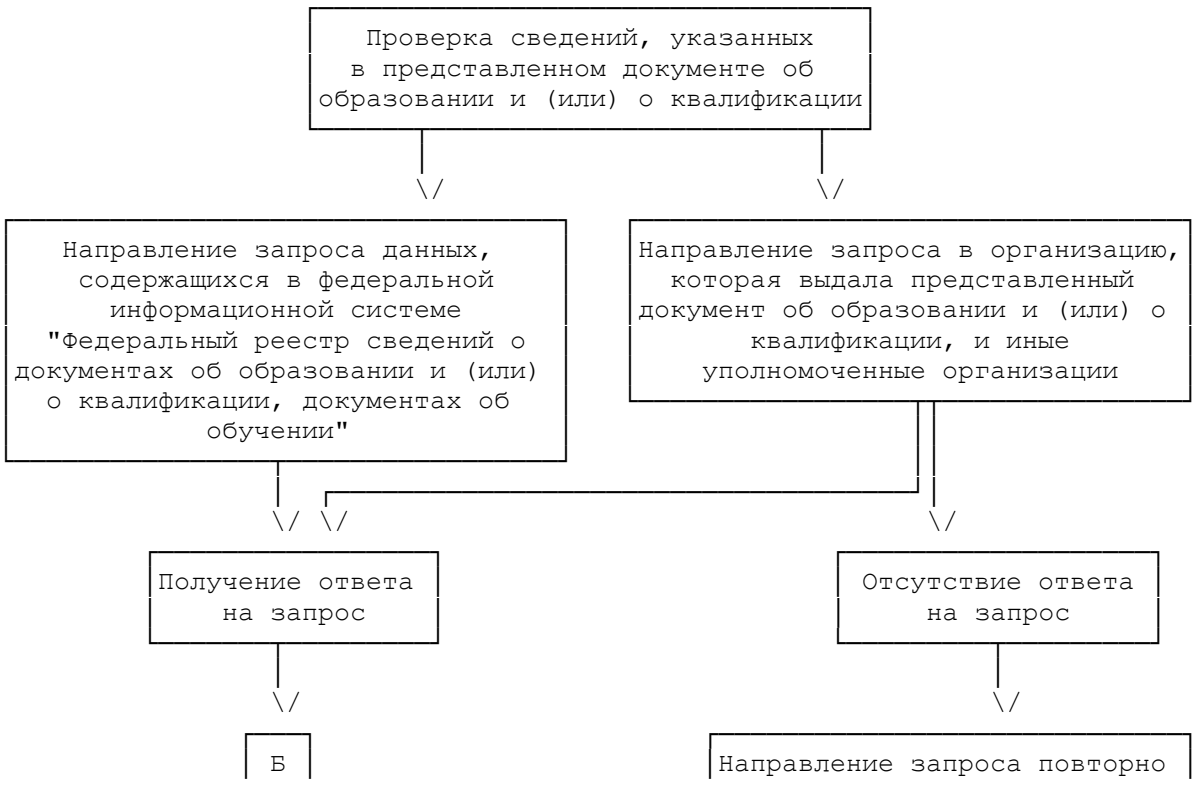 Проверка сведений, указанных
в представленном документе об
образовании и (или) о квалификации
Направление запроса данных,
содержащихся в федеральной
информационной системе
"Федеральный реестр сведений о
документах об образовании и (или)
о квалификации, документах об
обучении"
Направление запроса в организацию,
которая выдала представленный
документ об образовании и (или) о
квалификации, и иные
уполномоченные организации
Получение ответа
на запрос
Отсутствие ответа
на запрос
Б
Направление запроса повторно